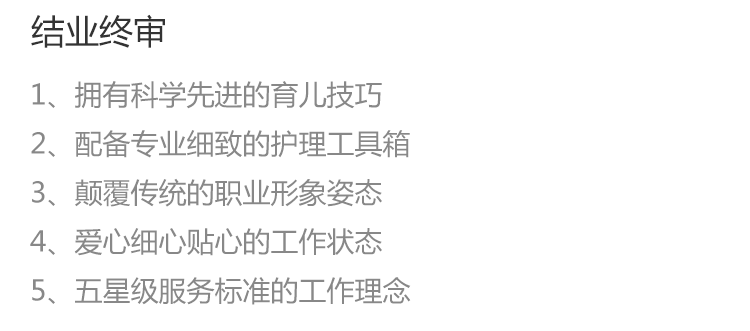 结业终审
1、拥有科学先进的育儿技巧
2、配备专业细致的护理工具箱
3、颠覆传统的职业形象姿态
4、爱心细心贴心的工作状态
5、五星级服务标准的工作理念